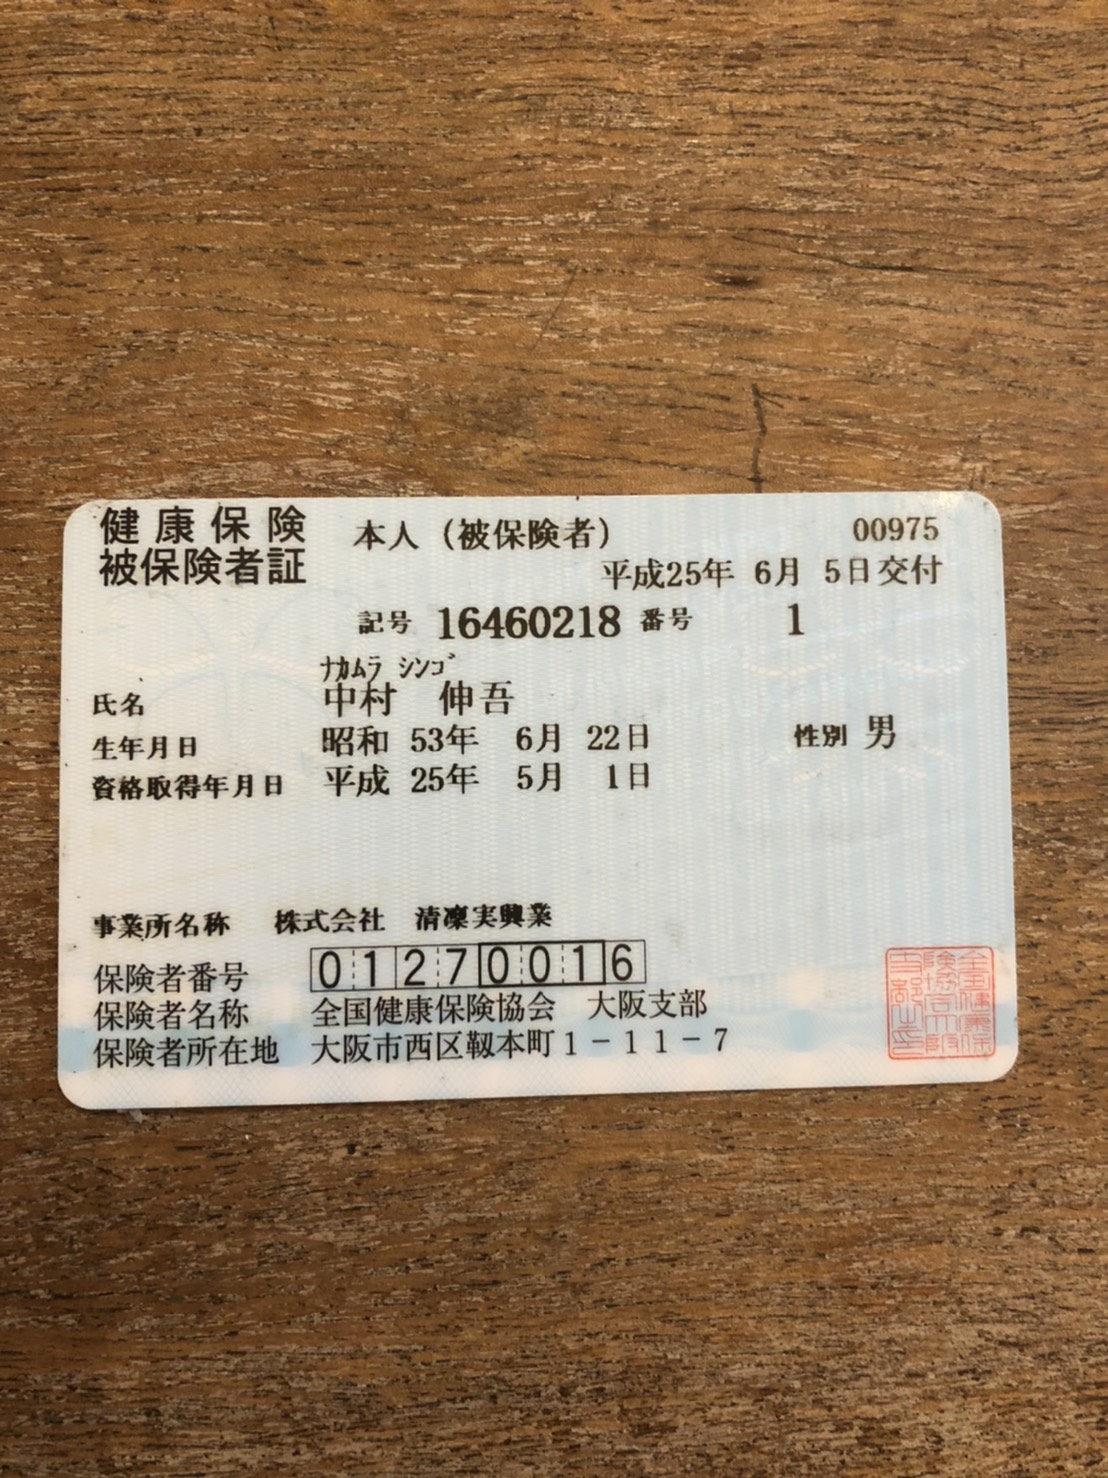 健康保険 本人（被保険者） 00975
被保険者証 平成25年 6月 5日交付
記号 16460218 番号 1
ﾅｶﾑﾗ ｼﾝｺﾞ
氏名 中村 伸吾
生年月日 昭和 53年 6月 22日 性別 男
資格取得年月日 平成 25年 5月 1日
事業所名称 株式会社 清凜実興業
保険者番号 01270016
保険者名称 全国健康保険協会 大阪支部
保険者所在地 大阪市西区靱本町1－11－7